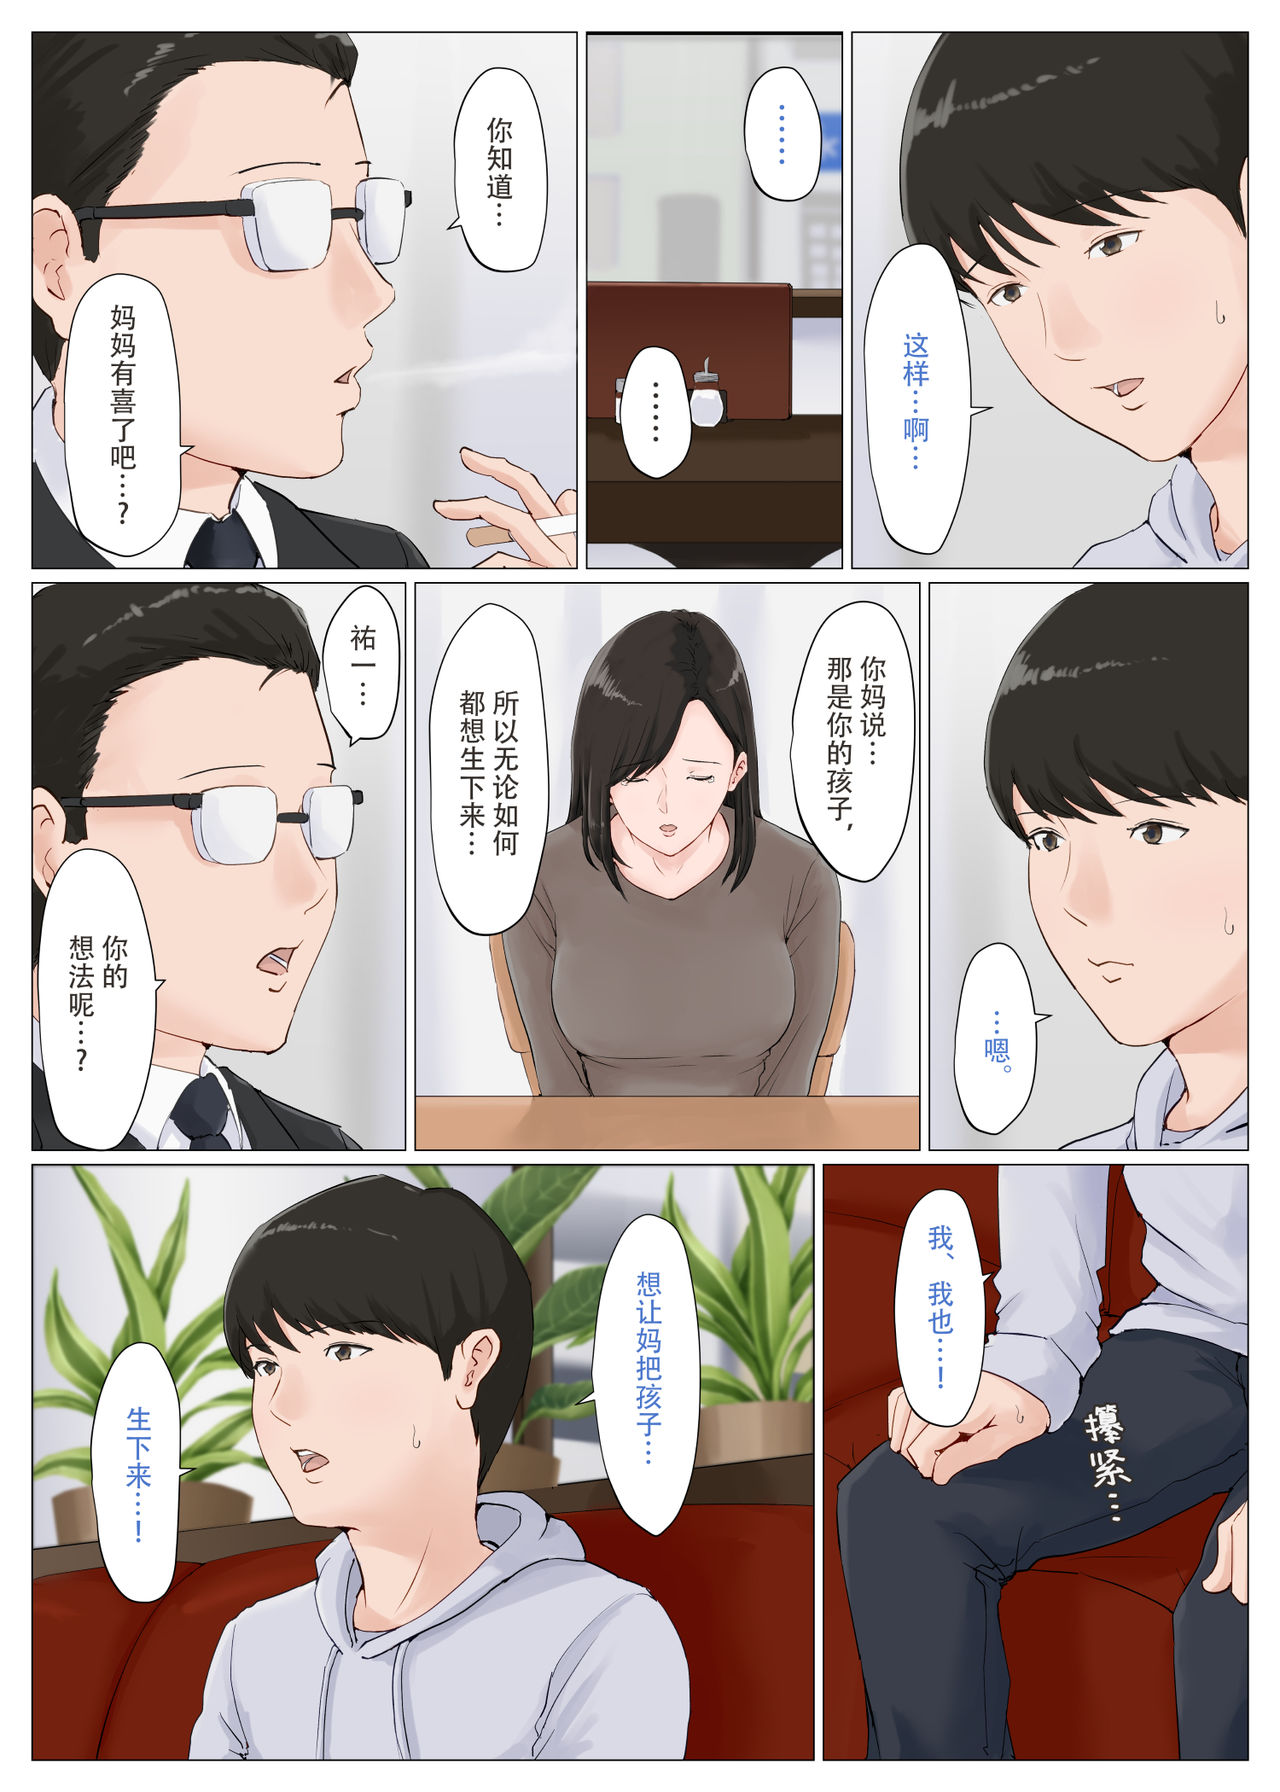 这样…啊…
……
……
你知道…
妈妈有喜了吧…?
…嗯。
你妈说…
那是你的孩子,
所以无论如何
都想生下来…
祐一…
你的
想法呢…?
我、我也…!
攥紧…
想让妈把孩子…
生下来…!